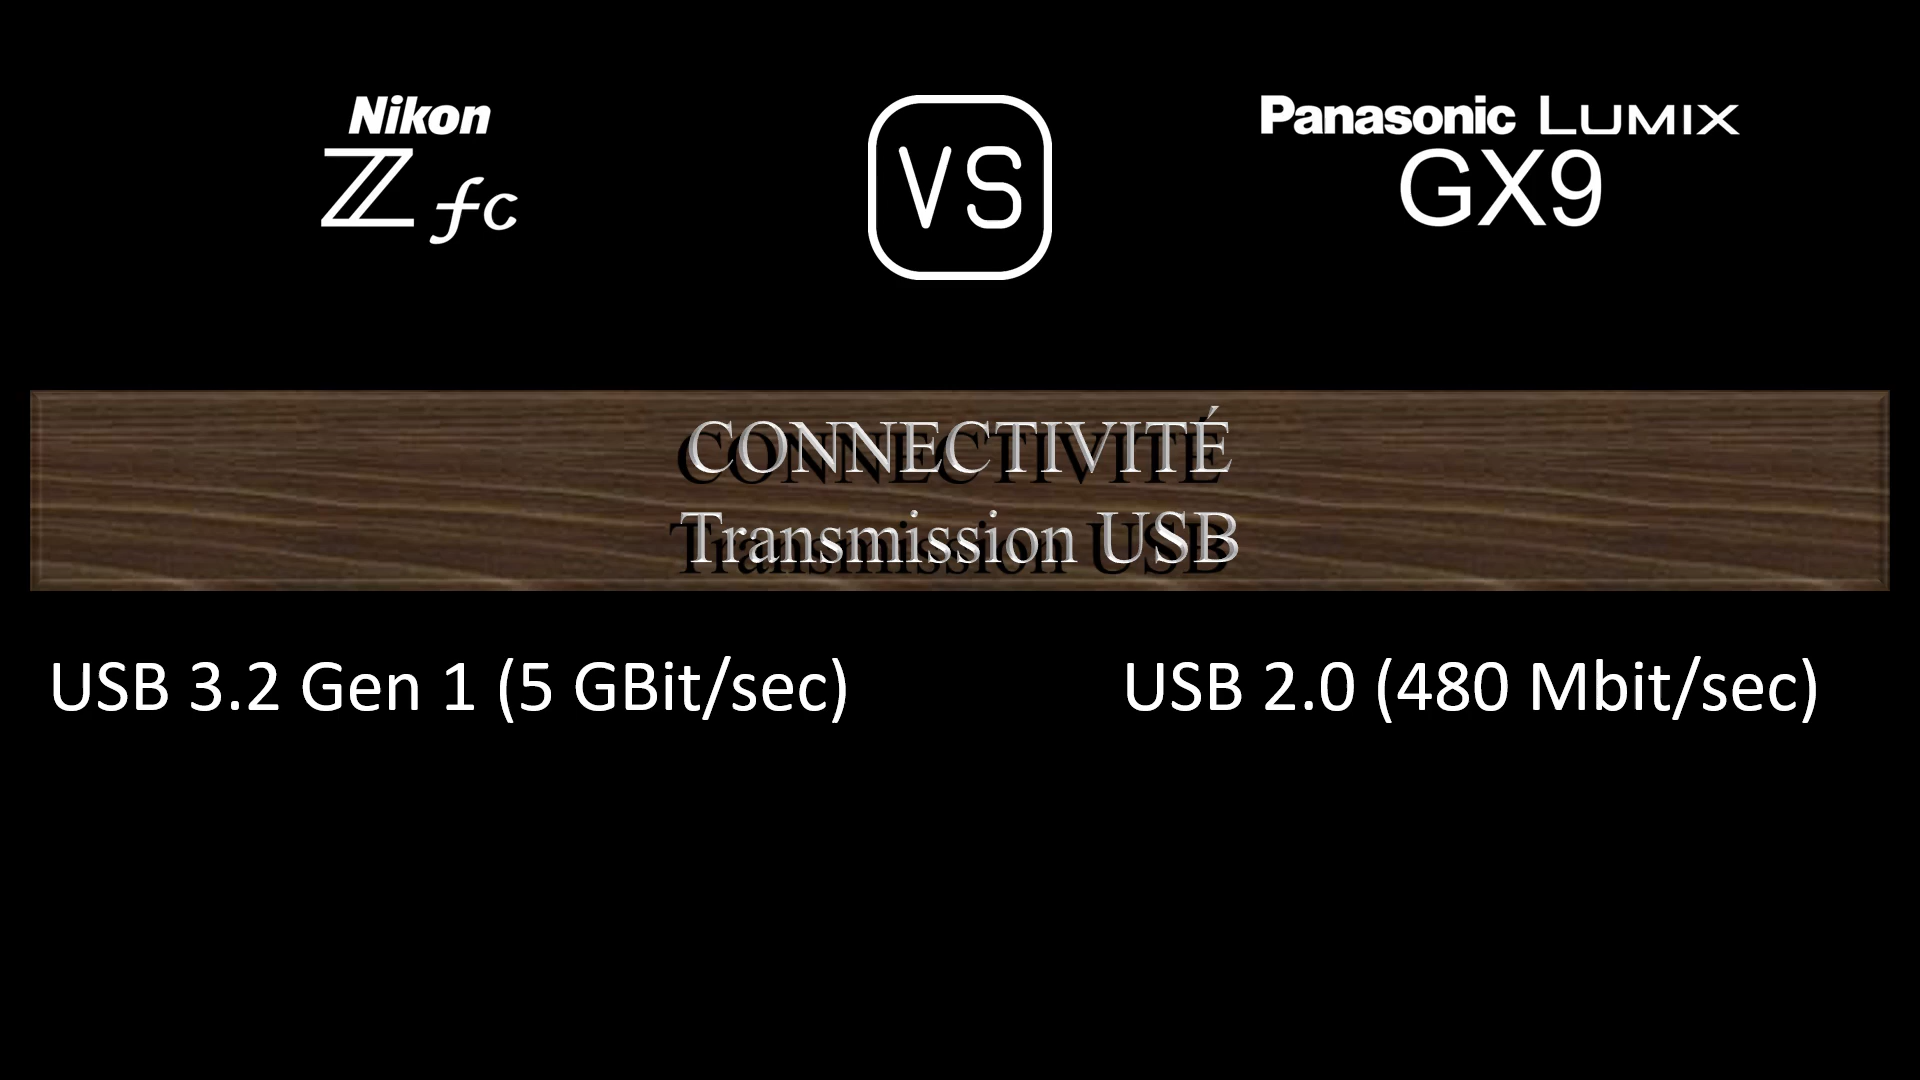 Nikon
Z fc
VS
Panasonic LUMIX
GX9
CONNECTIVITÉ
Transmission USB
USB 3.2 Gen 1 (5 GBit/sec)
USB 2.0 (480 Mbit/sec)